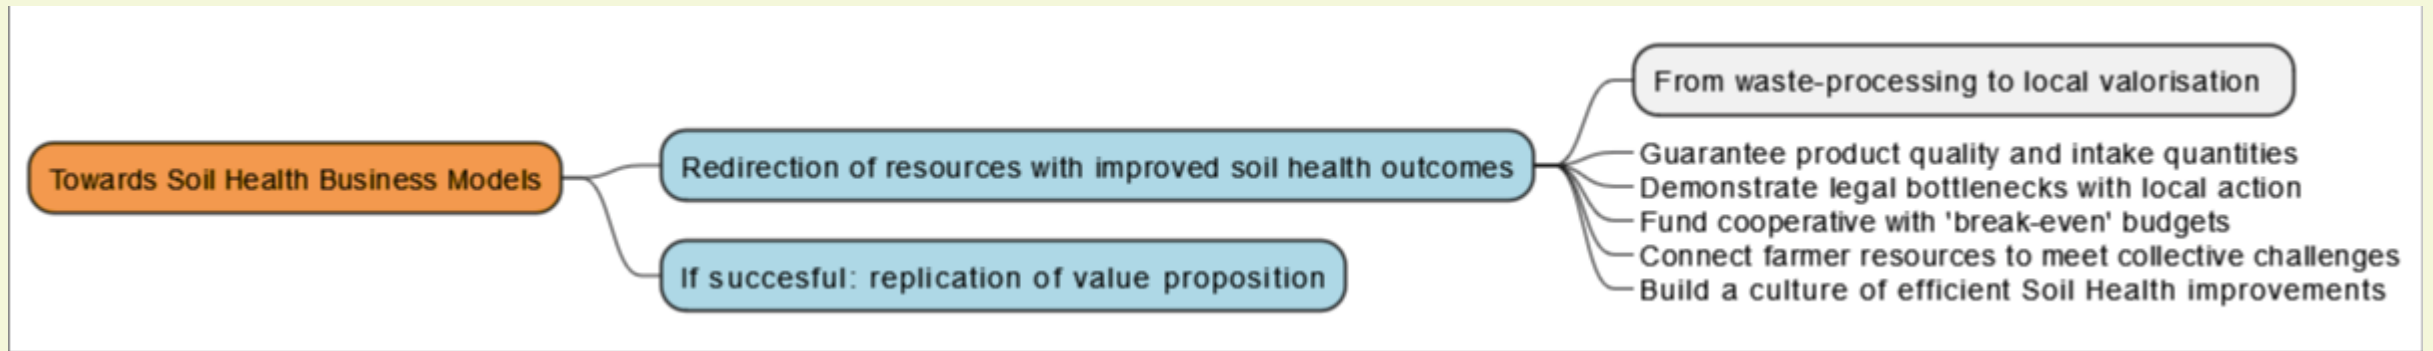 Towards Soil Health Business Models
Redirection of resources with improved soil health outcomes
If succesful: replication of value proposition
From waste-processing to local valorisation
Guarantee product quality and intake quantities
Demonstrate legal bottlenecks with local action
Fund cooperative with 'break-even' budgets
Connect farmer resources to meet collective challenges
Build a culture of efficient Soil Health improvements